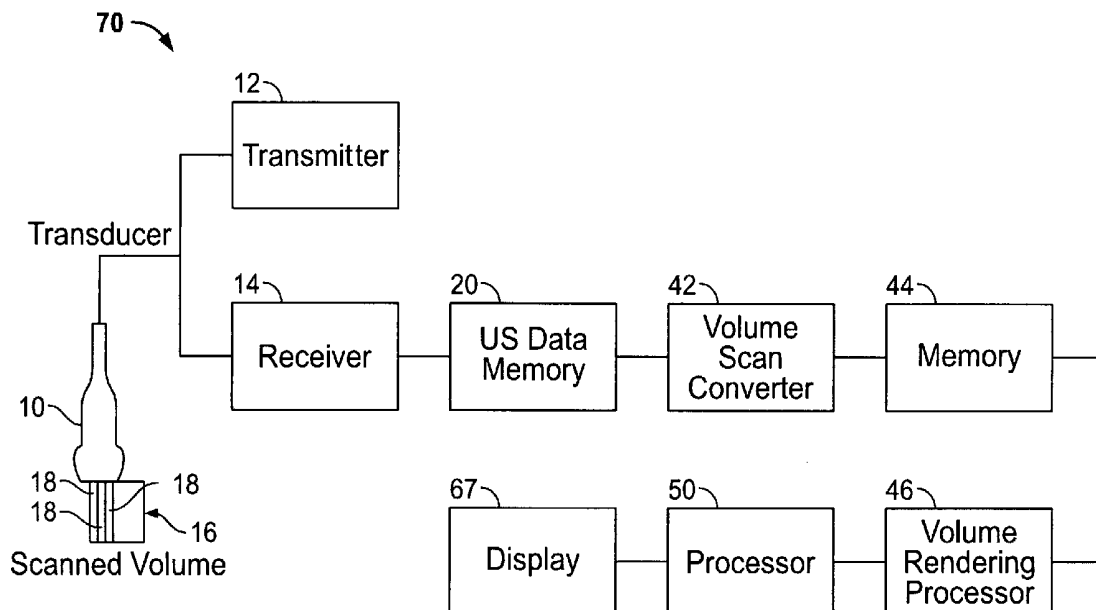 70
12
Transmitter
Transducer
14
Receiver
20
US Data
Memory
42
Volume
Scan
Converter
44
Memory
10
18
18
18
16
Scanned Volume
67
Display
50
Processor
46
Volume
Rendering
Processor